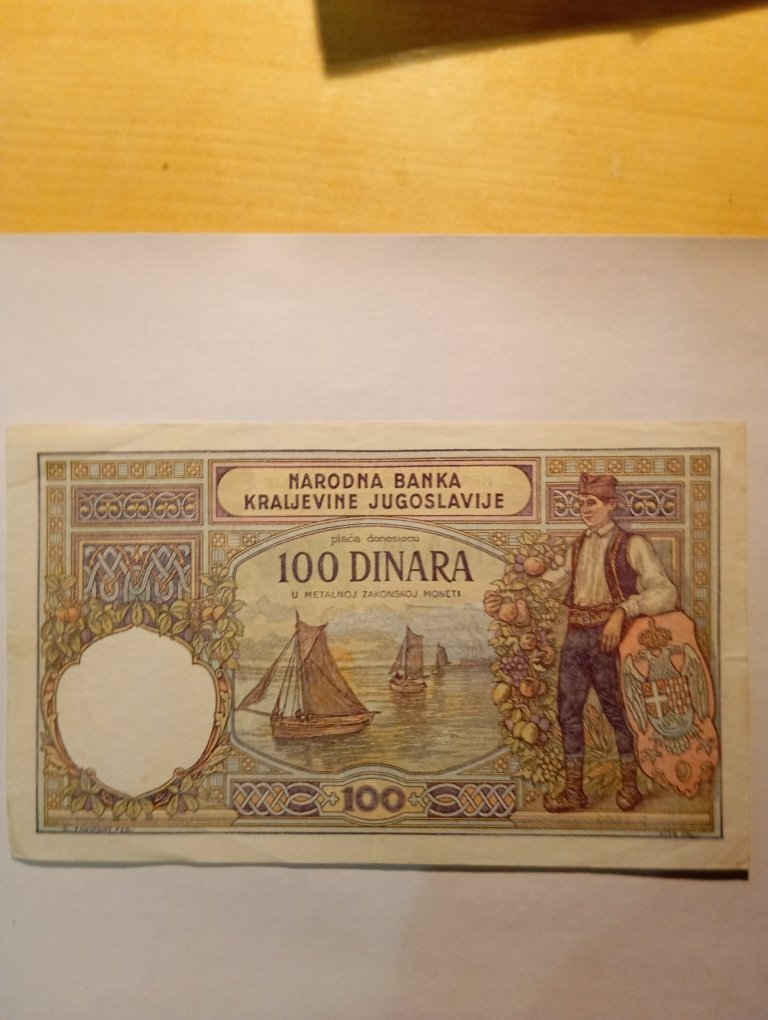 NARODNA BANKA
KRALJEVINE JUGOSLAVIJE
plaća donosiocu
100 DINARA
U METALNOJ ZAKONSKOJ MONETI
100